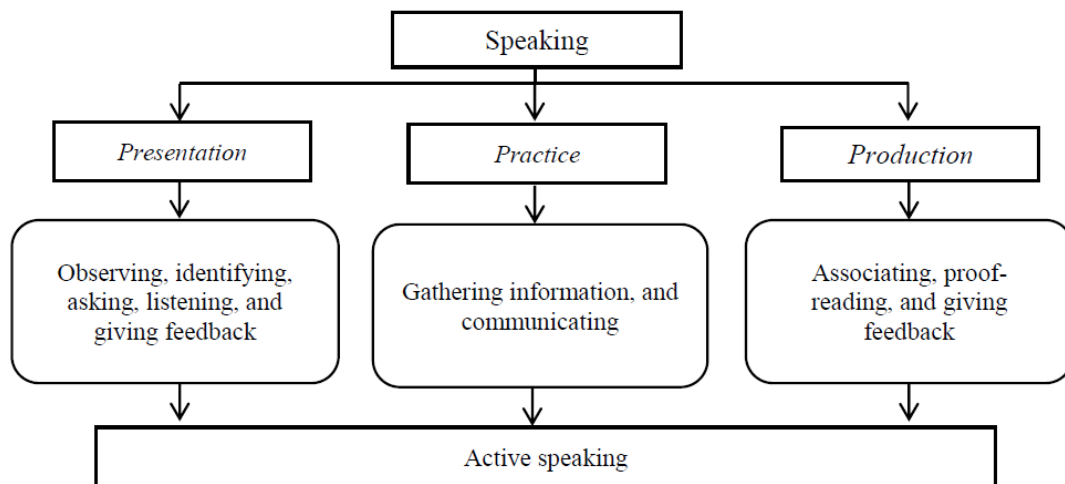 Speaking
Presentation
Practice
Production
Observing, identifying,
asking, listening, and
giving feedback
Gathering information, and
communicating
Associating, proof-
reading, and giving
feedback
Active speaking